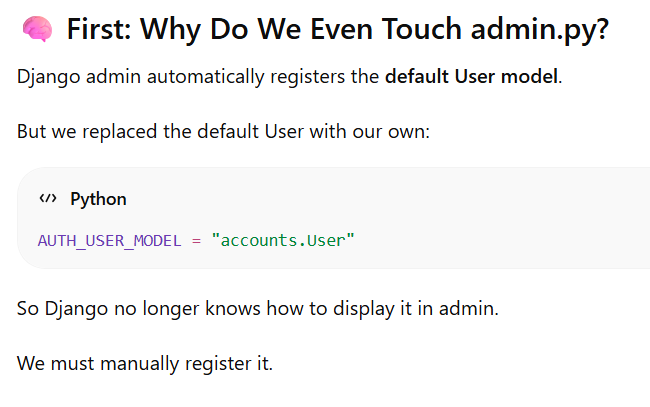 🧠 First: Why Do We Even Touch admin.py?
Django admin automatically registers the default User model.
But we replaced the default User with our own:
</> Python
AUTH_USER_MODEL = "accounts.User"
So Django no longer knows how to display it in admin.
We must manually register it.